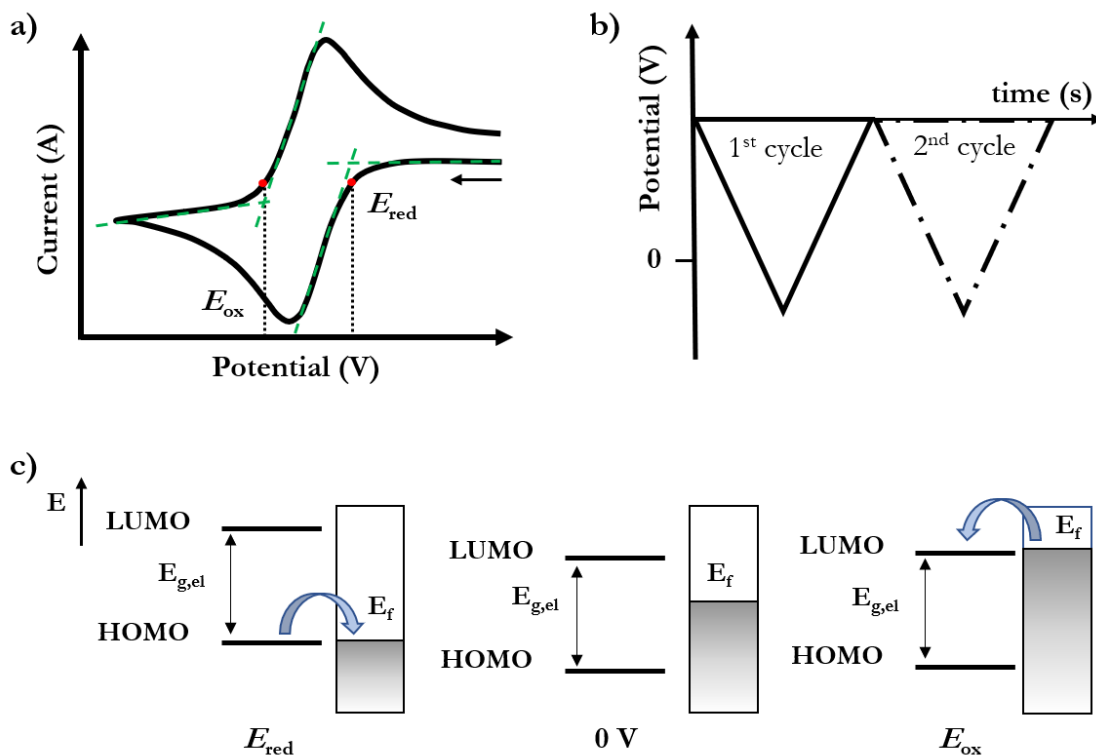 a)
Current (A)
E_red
E_ox
Potential (V)
b)
Potential (V)
time (s)
1st cycle
2nd cycle
0
c)
E
LUMO
E_g,el
HOMO
E_f
E_red
LUMO
E_g,el
HOMO
E_f
0 V
LUMO
E_g,el
HOMO
E_f
E_ox